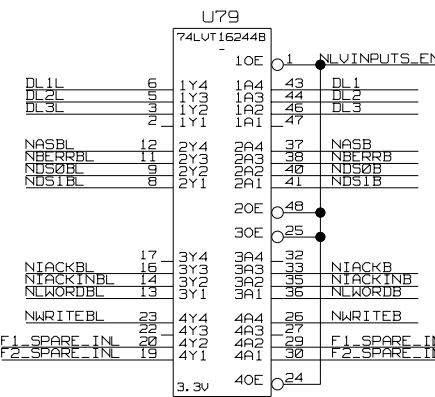 U79
74LVT16244B
-
1OE 1 NLVINPUTS_EN
DL1L 6 1Y4 1A4 43 DL1
DL2L 5 1Y3 1A3 44 DL2
DL3L 3 1Y2 1A2 46 DL3
2 1Y1 1A1 47
NASBL 12 2Y4 2A4 37 NASB
NBERRBL 11 2Y3 2A3 38 NBERRB
NDS0BL 9 2Y2 2A2 40 NDS0B
NDS1BL 8 2Y1 2A1 41 NDS1B
2OE 48
3OE 25
17 3Y4 3A4 32
NIACKBL 16 3Y3 3A3 33 NIACKB
NIACKINBL 14 3Y2 3A2 35 NIACKINB
NLWORDBL 13 3Y1 3A1 36 NLWORDB
NWRITEBL 23 4Y4 4A4 26 NWRITEB
22 4Y3 4A3 27
F1_SPARE_INL 20 4Y2 4A2 29
F2_SPARE_INL 19 4Y1 4A1 30
3.3V 4OE 24